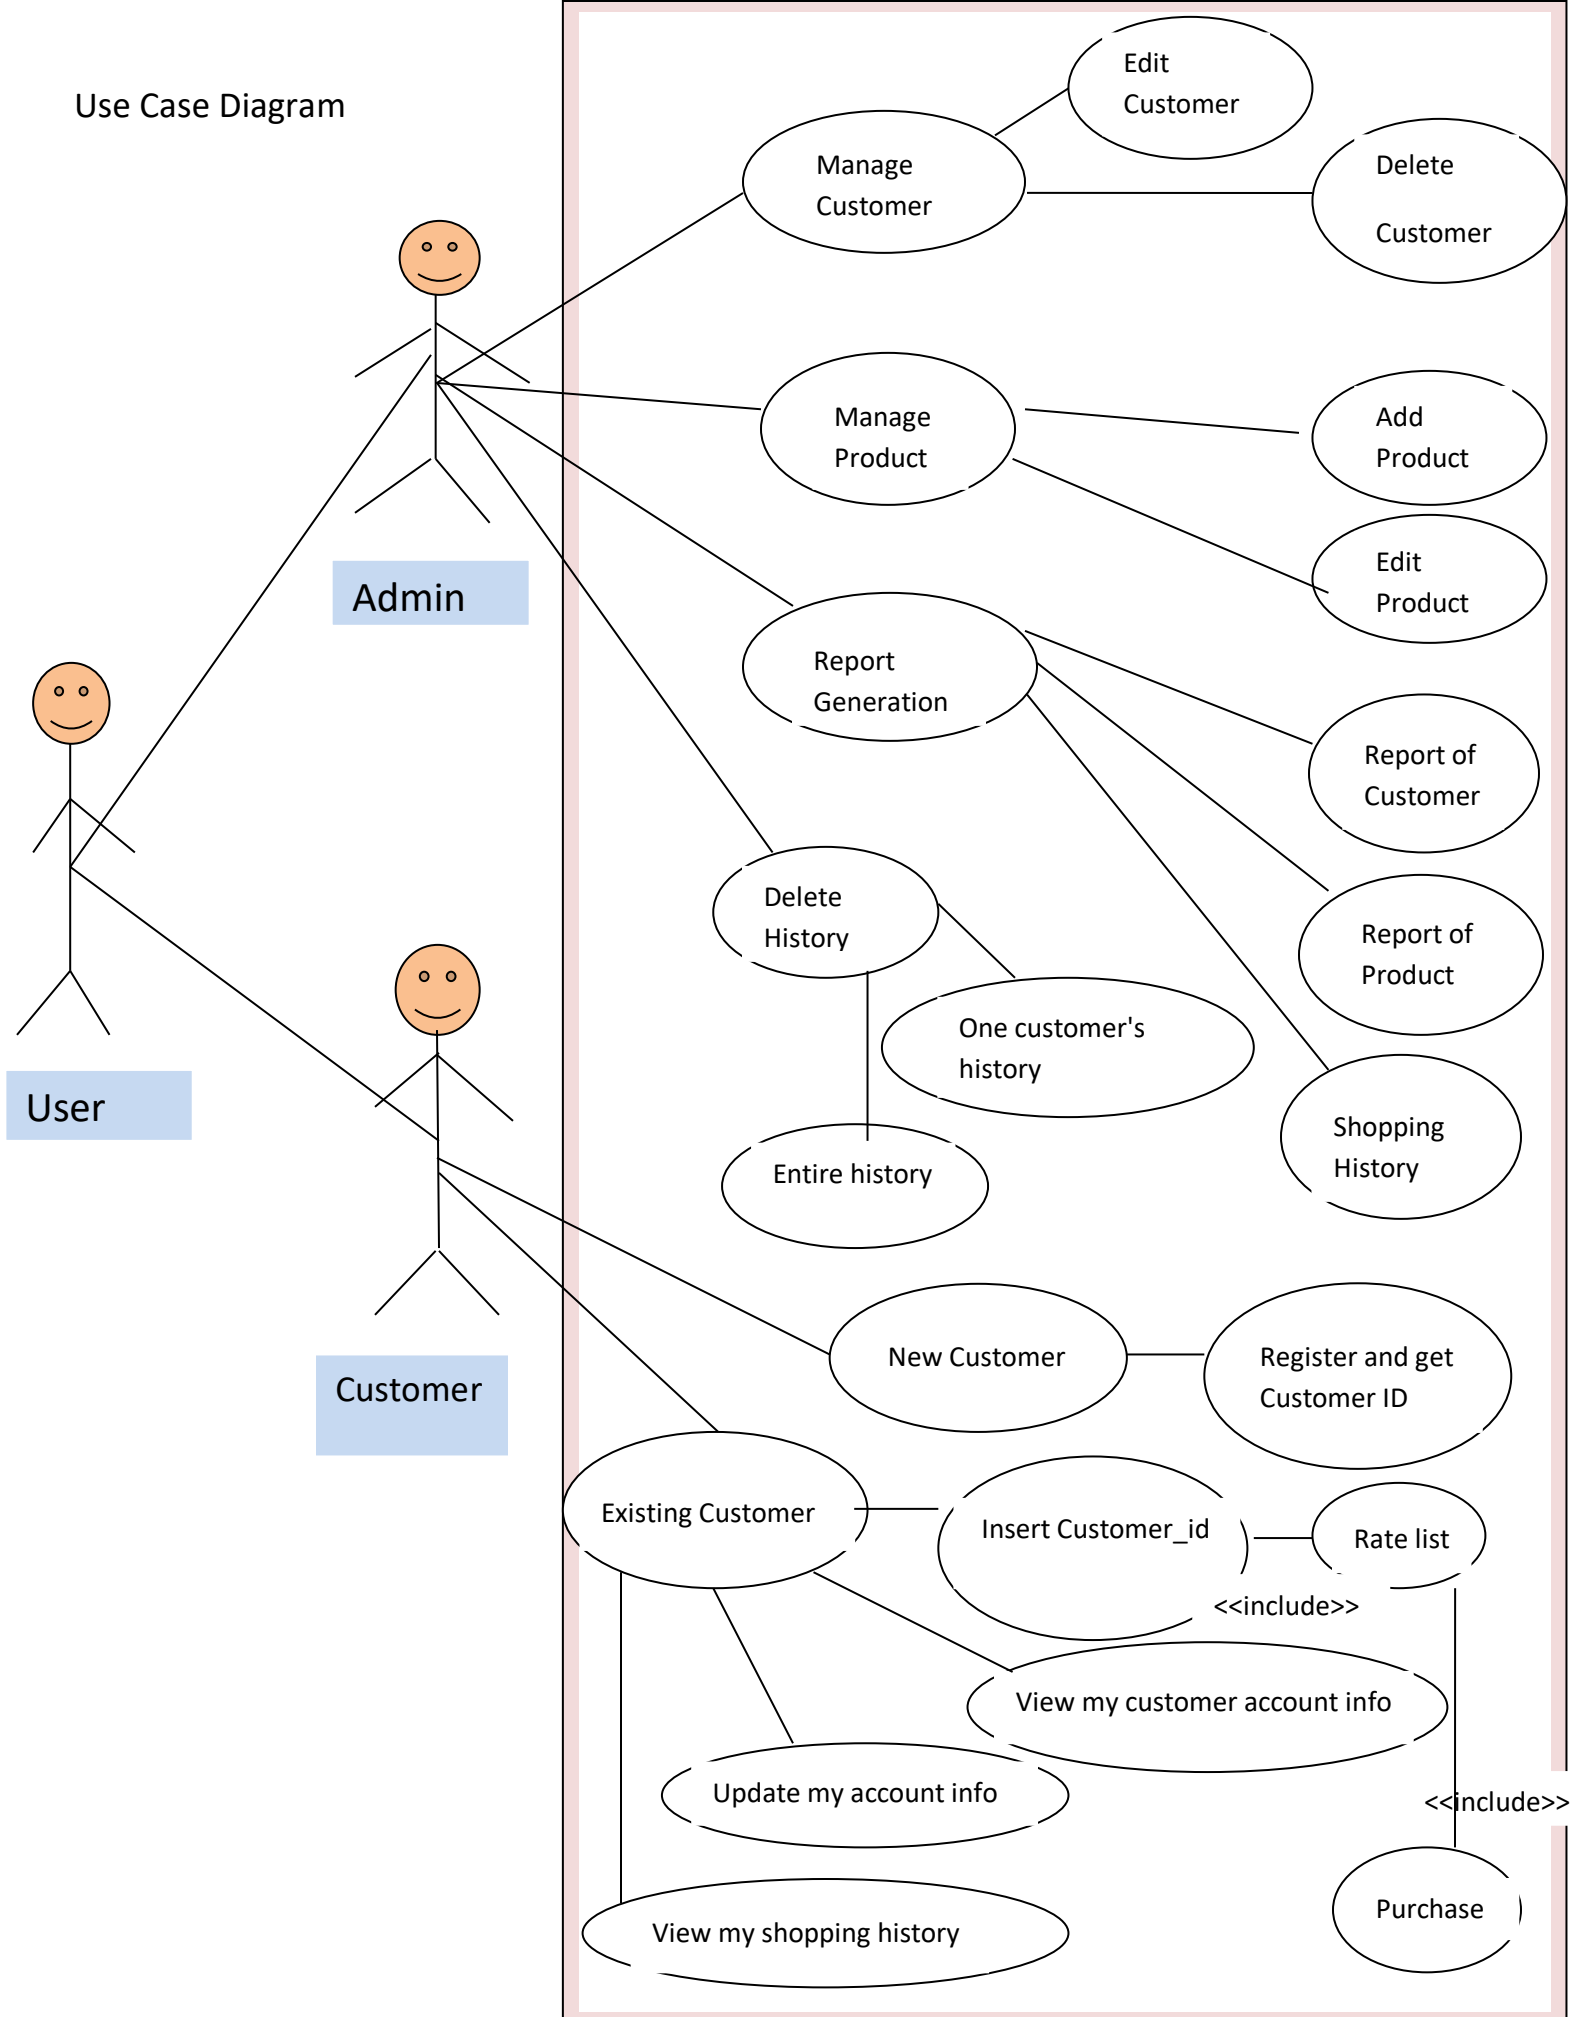 Use Case Diagram
Edit
Customer
Manage
Customer
Delete
Customer
Manage
Product
Add
Product
Edit
Product
Admin
Report
Generation
Report of
Customer
Delete
History
Report of
Product
One customer's
history
User
Shopping
History
Entire history
New Customer
Register and get
Customer ID
Customer
Existing Customer
Insert Customer_id
Rate list
<<include>>
View my customer account info
Update my account info
<<include>>
Purchase
View my shopping history